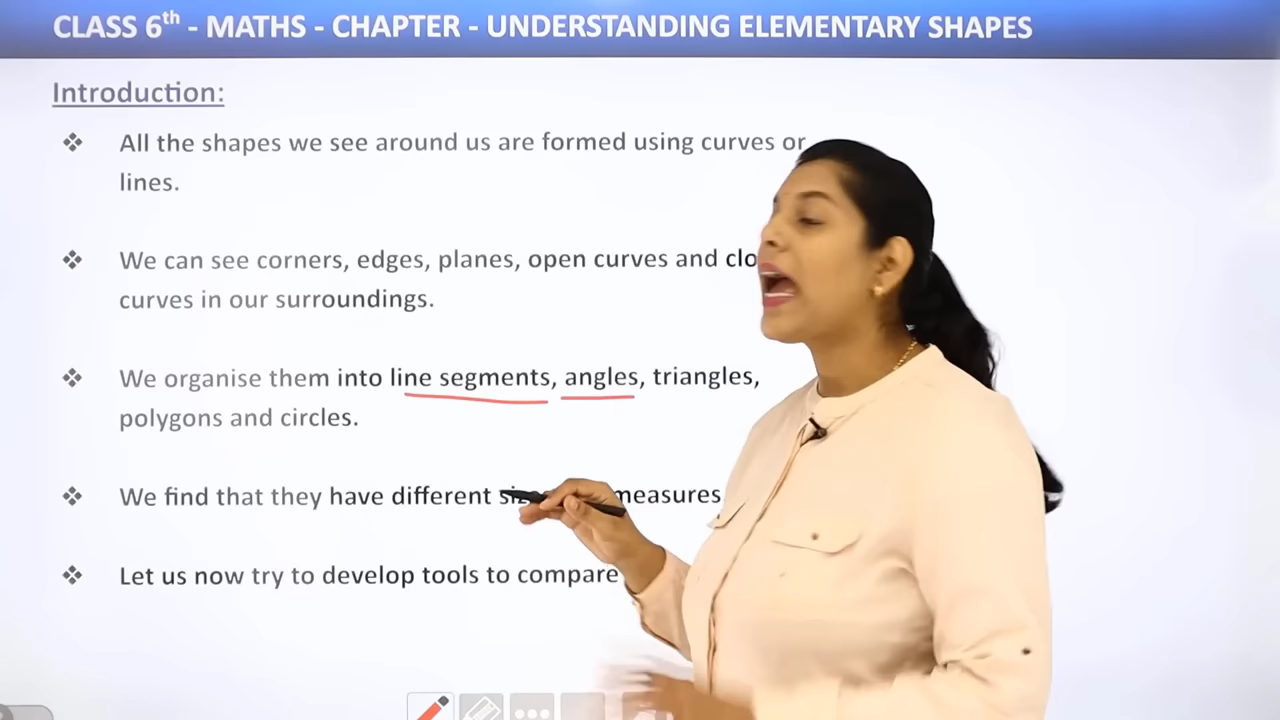 CLASS 6th - MATHS - CHAPTER - UNDERSTANDING ELEMENTARY SHAPES
Introduction:
❖ All the shapes we see around us are formed using curves or
lines.
❖ We can see corners, edges, planes, open curves and
curves in our surroundings.
❖ We organise them into line segments, angles, triangles,
polygons and circles.
❖ We find that they have different measures
❖ Let us now try to develop tools to compare